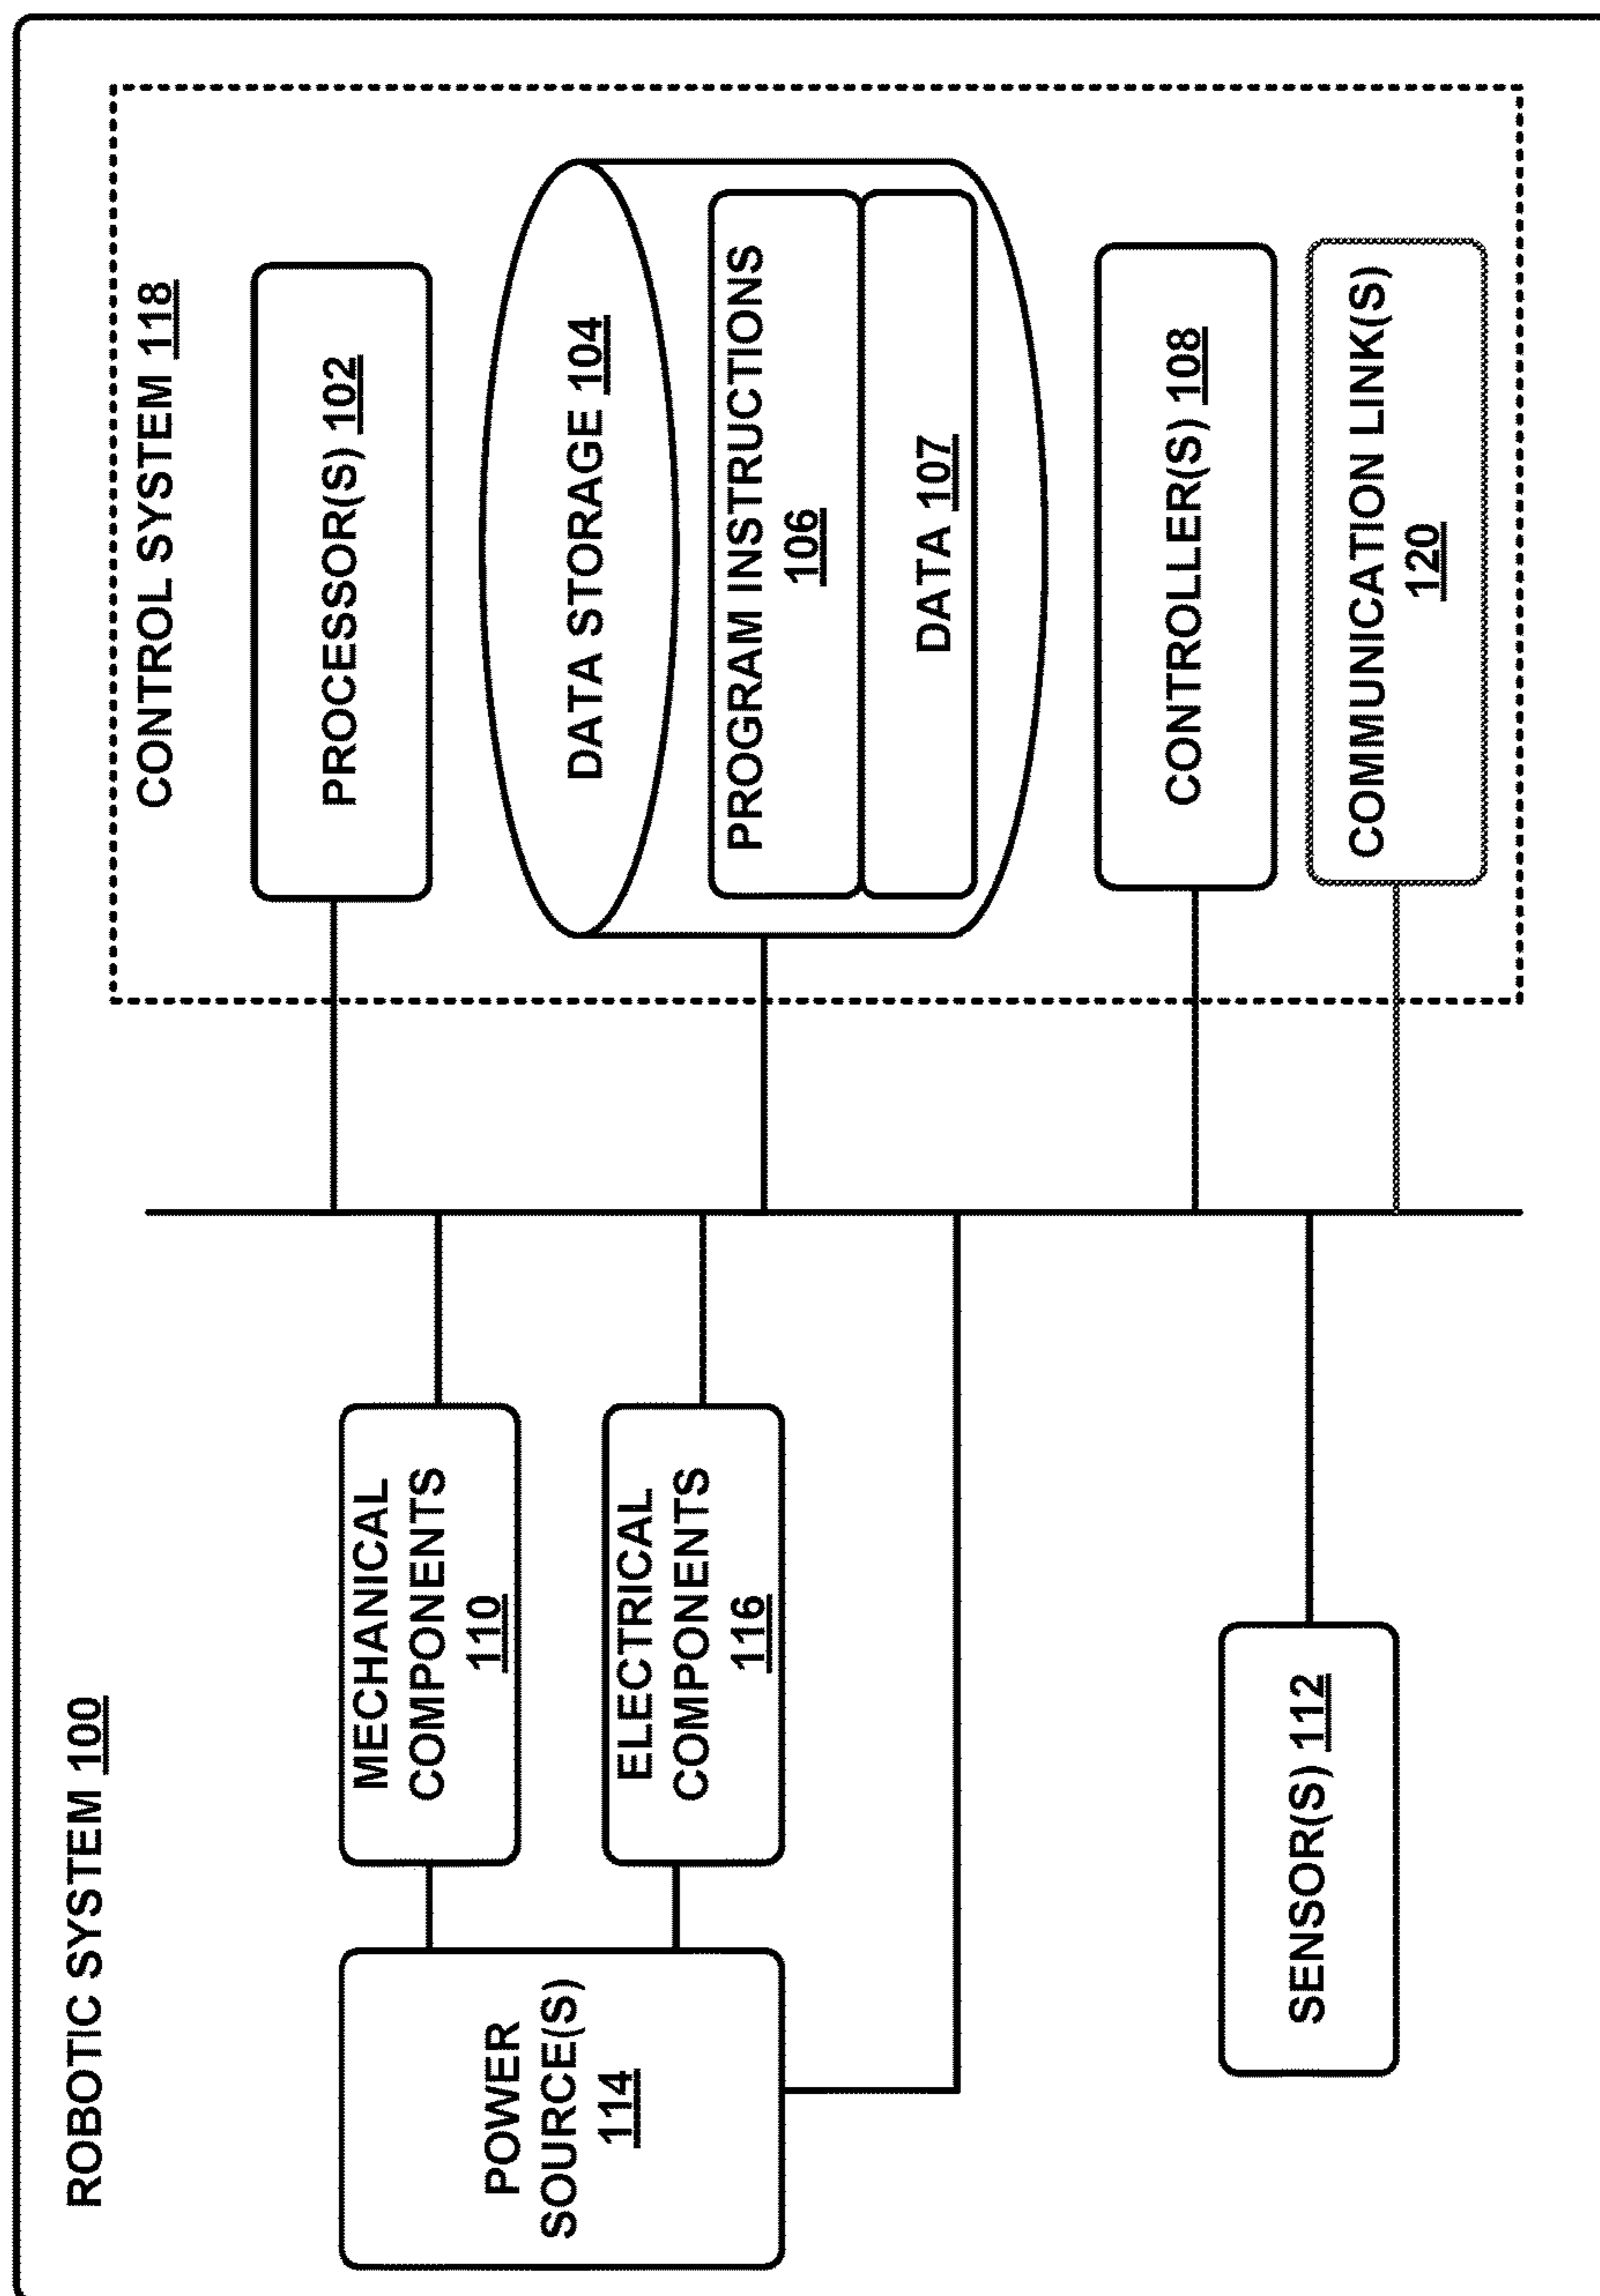 ROBOTIC SYSTEM 100
POWER
SOURCE(S)
114
MECHANICAL
COMPONENTS
110
ELECTRICAL
COMPONENTS
116
SENSOR(S) 112
CONTROL SYSTEM 118
PROCESSOR(S) 102
DATA STORAGE 104
PROGRAM INSTRUCTIONS
106
DATA 107
CONTROLLER(S) 108
COMMUNICATION LINK(S)
120